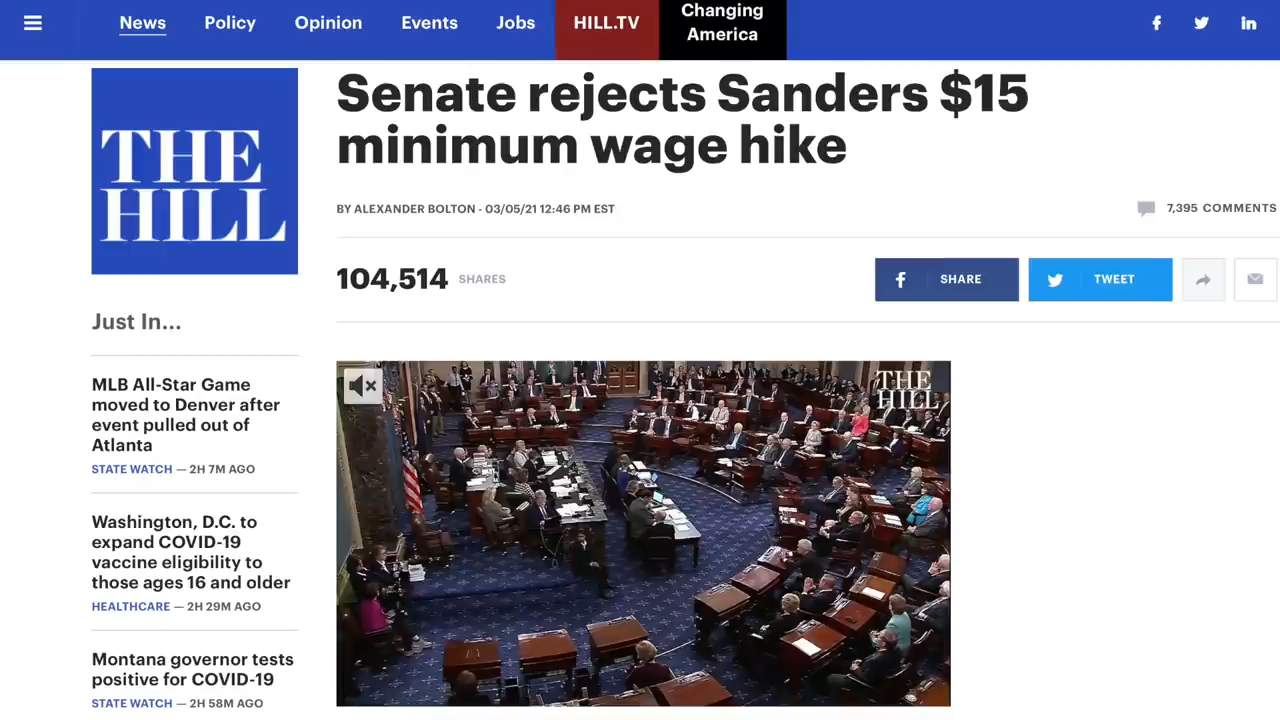 News
Policy
Opinion
Events
Jobs
HILL.TV
Changing
America
THE
HILL
Senate rejects Sanders $15
minimum wage hike
BY ALEXANDER BOLTON - 03/05/21 12:46 PM EST
7,395 COMMENTS
104,514 SHARES
SHARE
TWEET
Just In...
MLB All-Star Game
moved to Denver after
event pulled out of
Atlanta
STATE WATCH — 2H 7M AGO
Washington, D.C. to
expand COVID-19
vaccine eligibility to
those ages 16 and older
HEALTHCARE — 2H 29M AGO
Montana governor tests
positive for COVID-19
STATE WATCH — 2H 58M AGO
THE
HILL